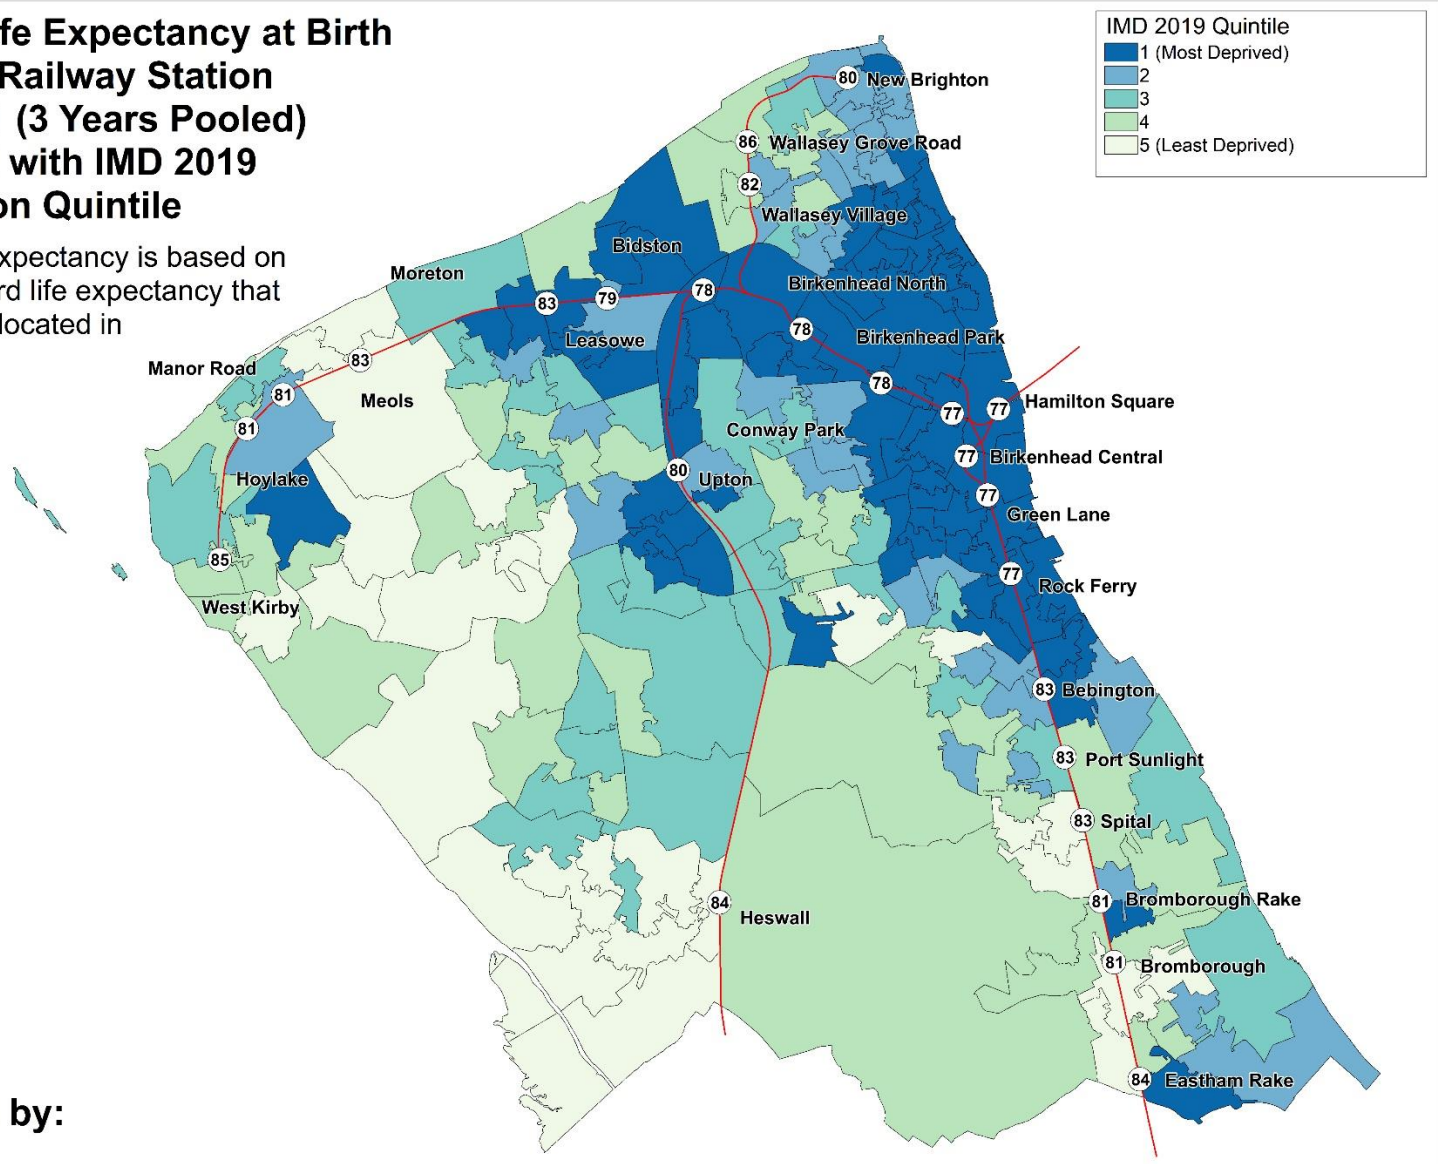 fe Expectancy at Birth
Railway Station
(3 Years Pooled)
with IMD 2019
on Quintile
xpectancy is based on
rd life expectancy that
located in
by:
IMD 2019 Quintile
1 (Most Deprived)
2
3
4
5 (Least Deprived)
80 New Brighton
86 Wallasey Grove Road
82
Wallasey Village
Bidston
Moreton
Birkenhead North
83
79
78
Leasowe
78
Birkenhead Park
Manor Road
83
81
Meols
78
77
77 Hamilton Square
81
Conway Park
77 Birkenhead Central
Hoylake
80 Upton
77
Green Lane
85
77
Rock Ferry
West Kirby
83 Bebington
83 Port Sunlight
83 Spital
81 Bromborough Rake
84 Heswall
81 Bromborough
84 Eastham Rake